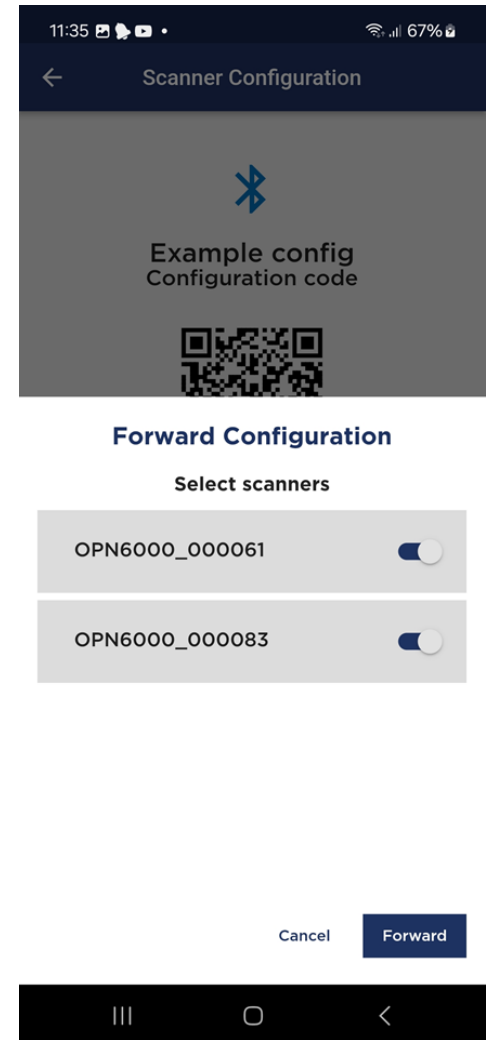 11:35
67%
Scanner Configuration
Example config
Configuration code
Forward Configuration
Select scanners
OPN6000_000061
OPN6000_000083
Cancel
Forward